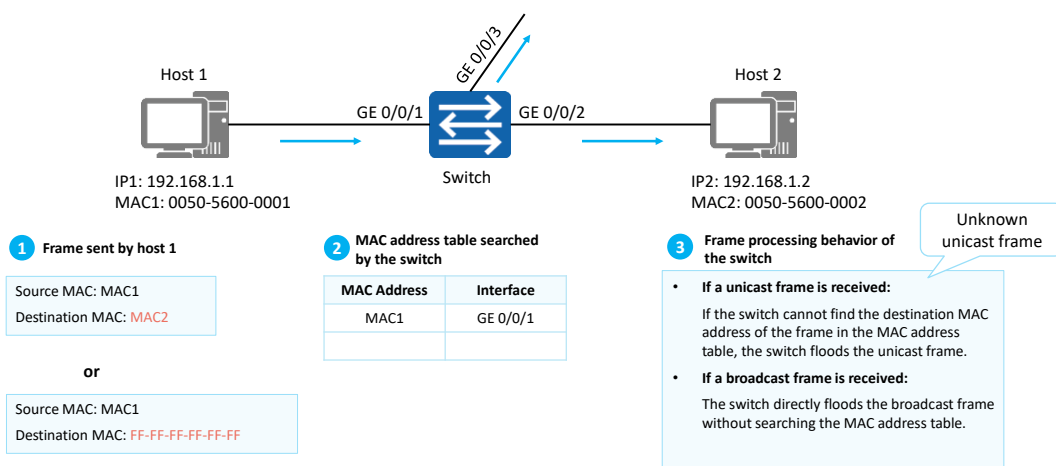 GE 0/0/3
Host 1
Host 2
GE 0/0/1
GE 0/0/2
Switch
IP1: 192.168.1.1
MAC1: 0050-5600-0001
IP2: 192.168.1.2
MAC2: 0050-5600-0002
Unknown
unicast frame
1 Frame sent by host 1
Source MAC: MAC1
Destination MAC: MAC2
or
Source MAC: MAC1
Destination MAC: FF-FF-FF-FF-FF-FF
2 MAC address table searched
by the switch
MAC Address Interface
MAC1 GE 0/0/1
3 Frame processing behavior of
the switch
• If a unicast frame is received:
If the switch cannot find the destination MAC
address of the frame in the MAC address
table, the switch floods the unicast frame.
• If a broadcast frame is received:
The switch directly floods the broadcast frame
without searching the MAC address table.